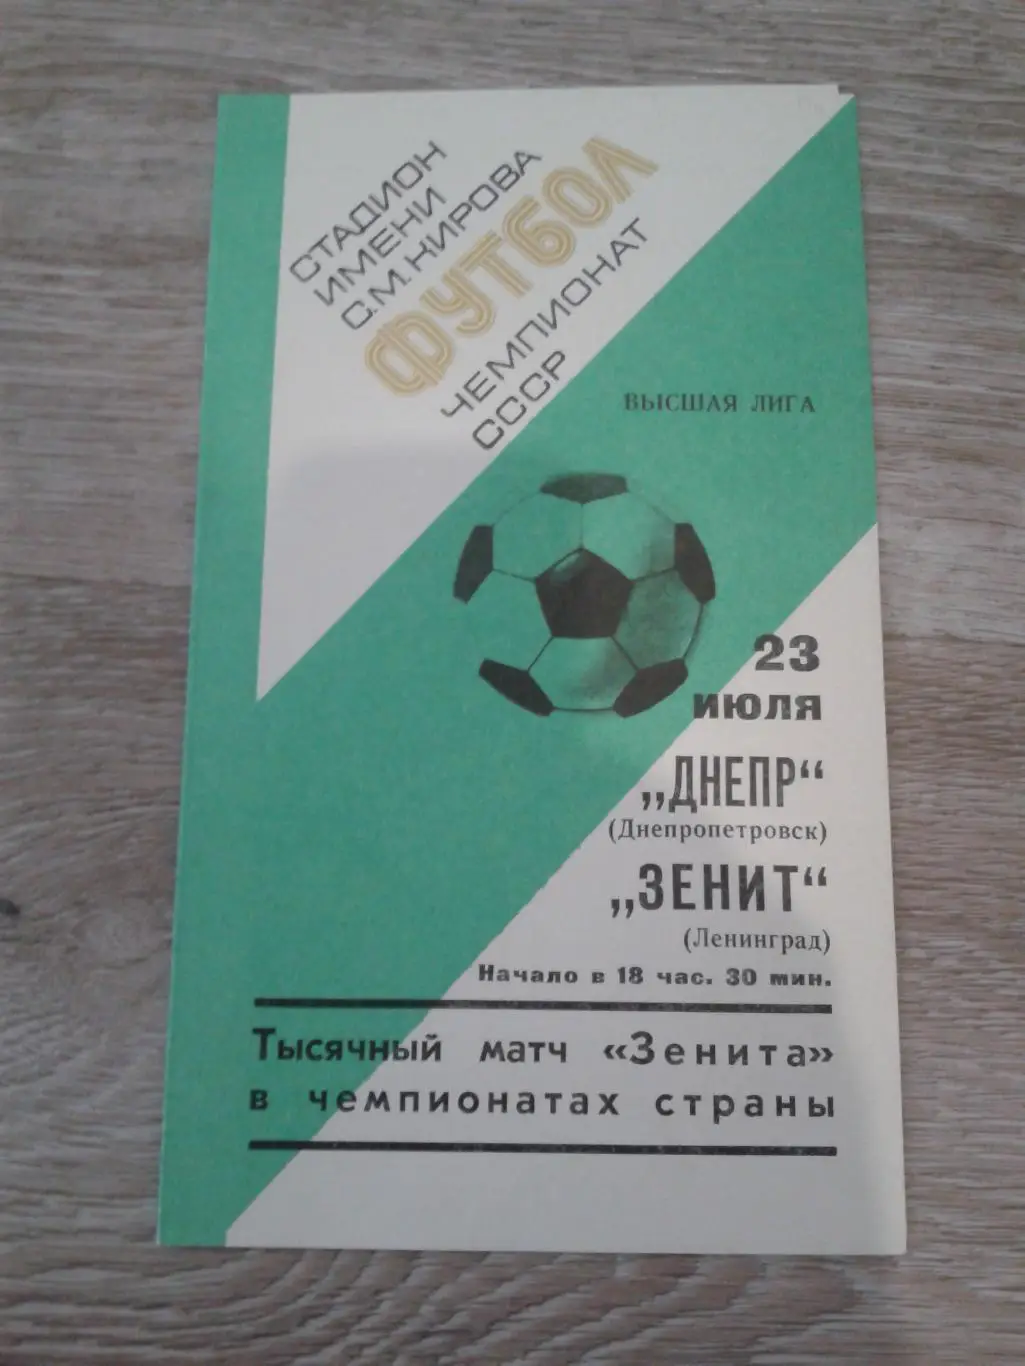 СТАДИОН
ИМЕНИ
С.М.КИРОВА
ФУТБОЛ
ЧЕМПИОНАТ
СССР
ВЫСШАЯ ЛИГА
23
июля
„ДНЕПР“
(Днепропетровск)
„ЗЕНИТ“
(Ленинград)
Начало в 18 час. 30 мин.
Тысячный матч «Зенита»
в чемпионатах страны